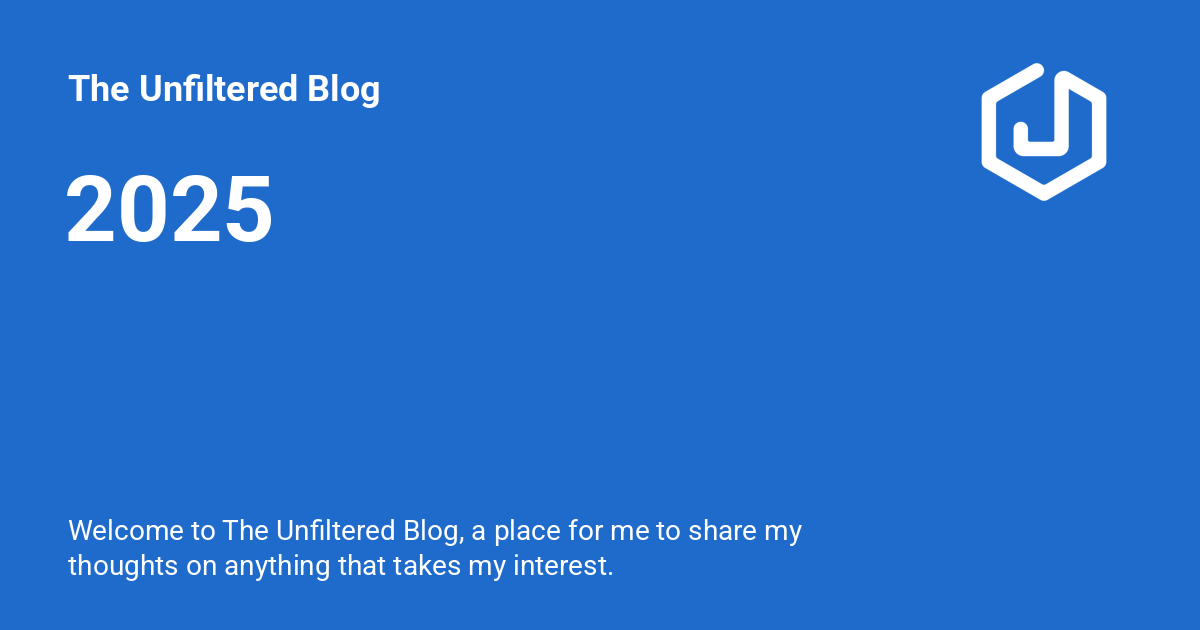 The Unfiltered Blog
2025
Welcome to The Unfiltered Blog, a place for me to share my
thoughts on anything that takes my interest.